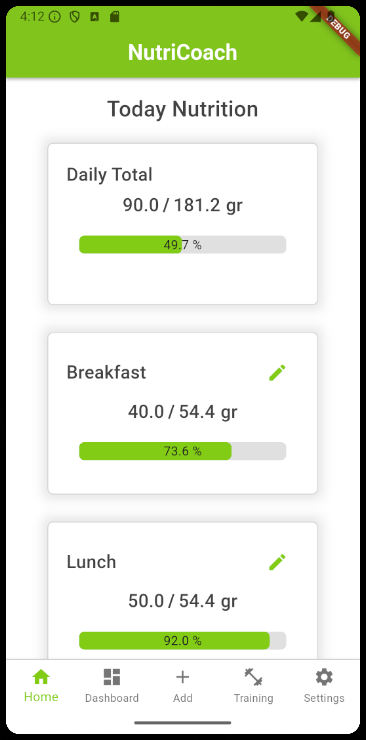 4:12
DEBUG
NutriCoach
Today Nutrition
Daily Total
90.0 / 181.2 gr
49.7 %
Breakfast
40.0 / 54.4 gr
73.6 %
Lunch
50.0 / 54.4 gr
92.0 %
Home Dashboard Add Training Settings